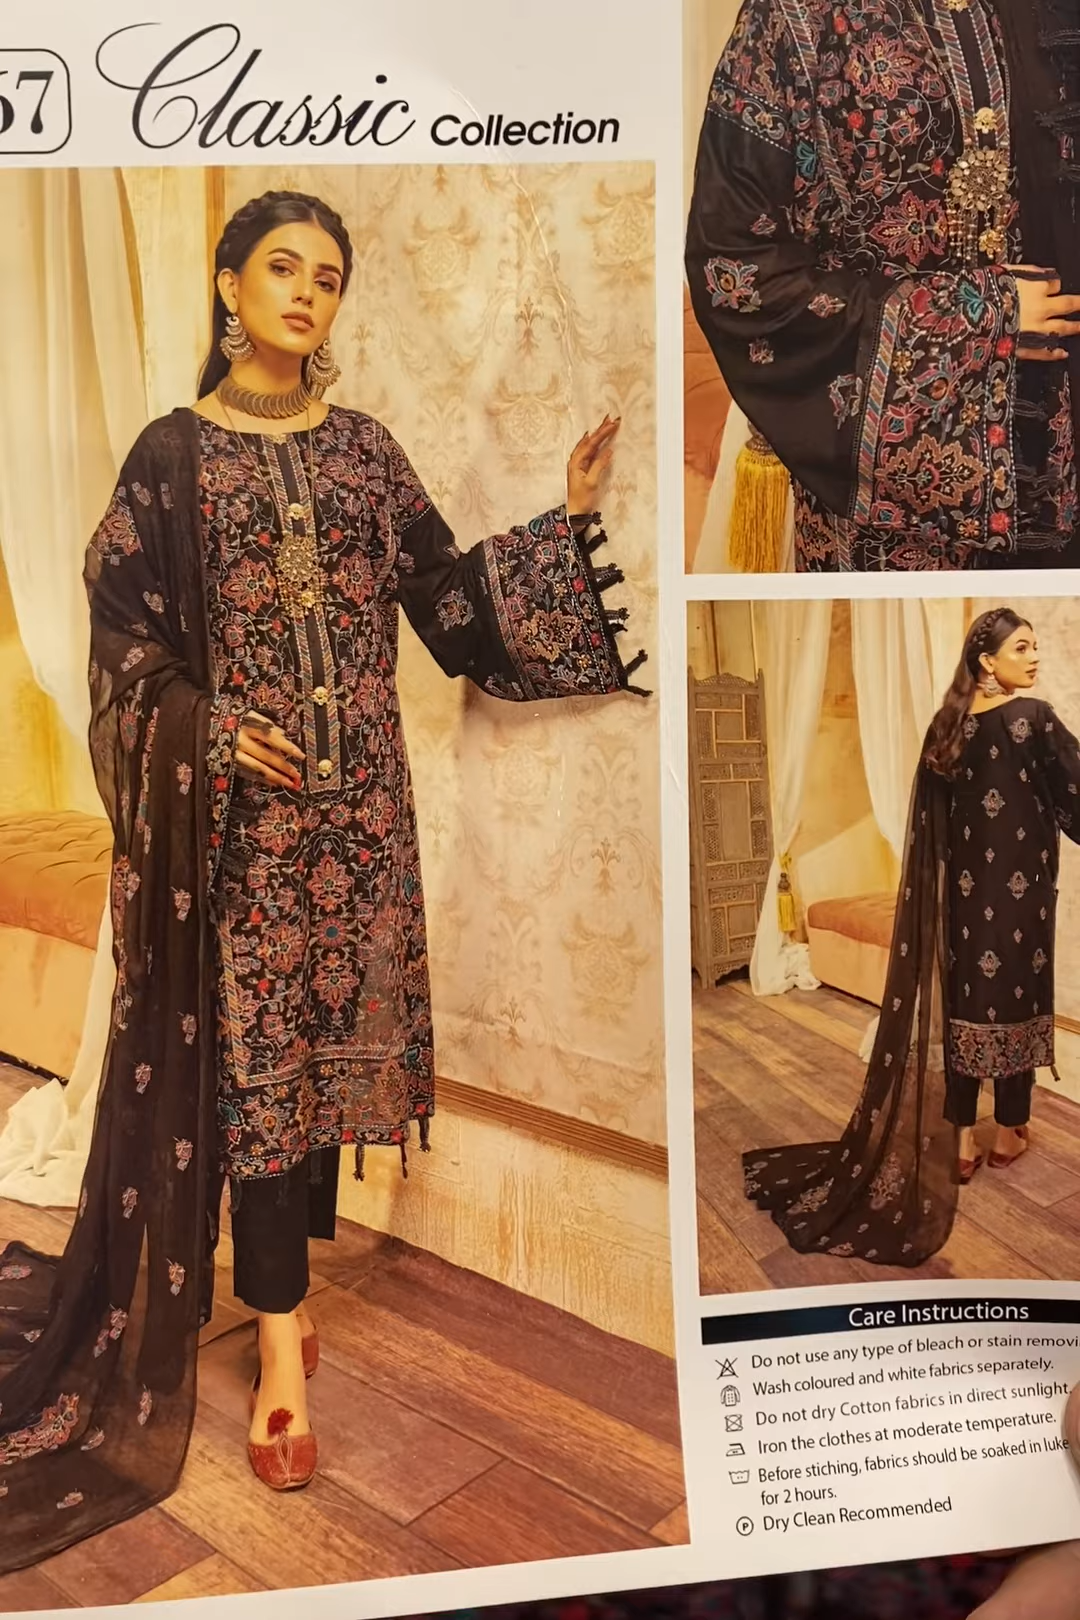 67
Classic Collection
Care Instructions
Do not use any type of bleach or stain
Wash coloured and white fabrics separately.
Do not dry Cotton fabrics in direct sunlight.
Iron the clothes at moderate temperature.
Before stiching, fabrics should be soaked in
for 2 hours.
P Dry Clean Recommended